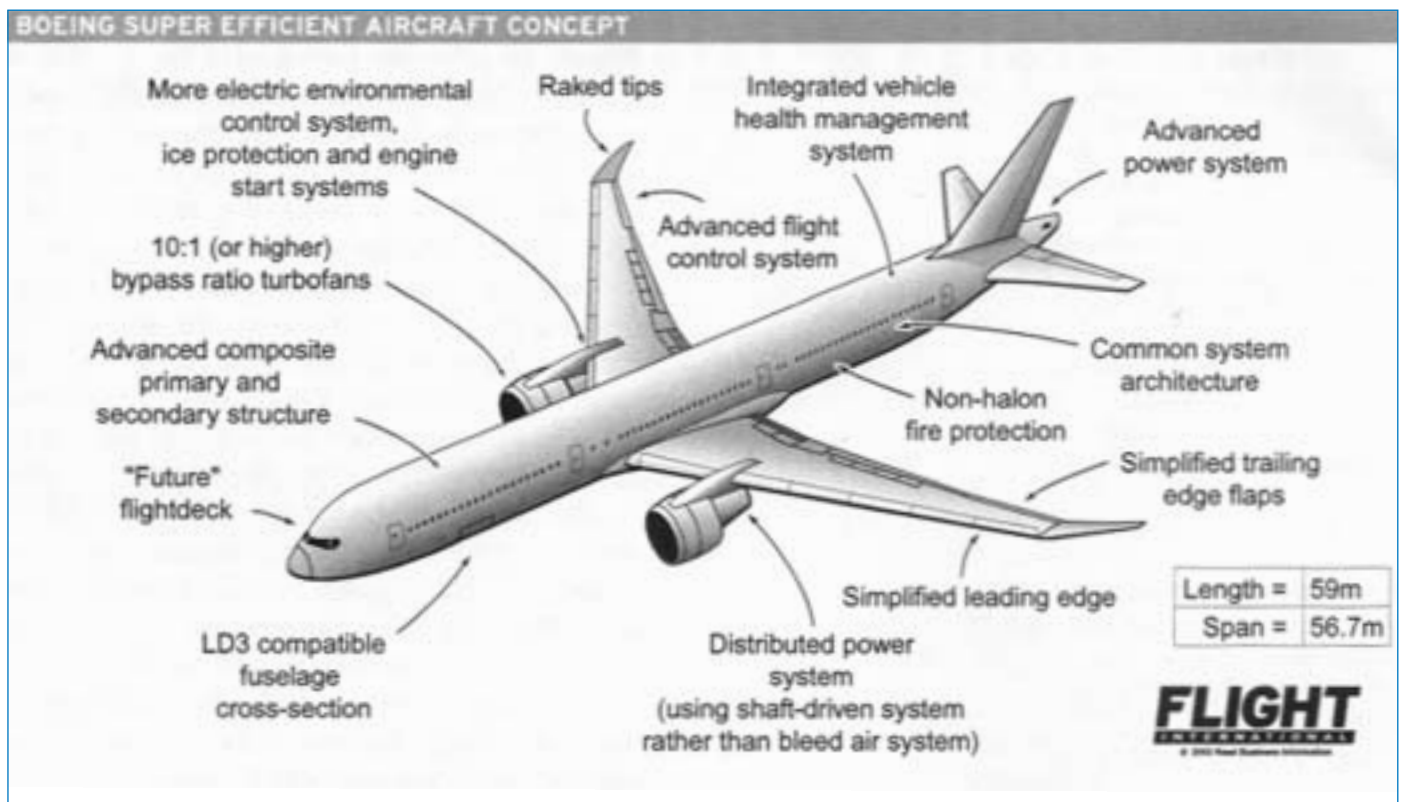 BOEING SUPER EFFICIENT AIRCRAFT CONCEPT
More electric environmental
control system,
ice protection and engine
start systems
Raked tips
Integrated vehicle
health management
system
Advanced
power system
Advanced flight
control system
10:1 (or higher)
bypass ratio turbofans
Advanced composite
primary and
secondary structure
Common system
architecture
Non-halon
fire protection
"Future"
flightdeck
Simplified trailing
edge flaps
Simplified leading edge
Length = 59m
Span = 56.7m
LD3 compatible
fuselage
cross-section
Distributed power
system
(using shaft-driven system
rather than bleed air system)
FLIGHT
INTERNATIONAL
© 2002 Reed Business Information